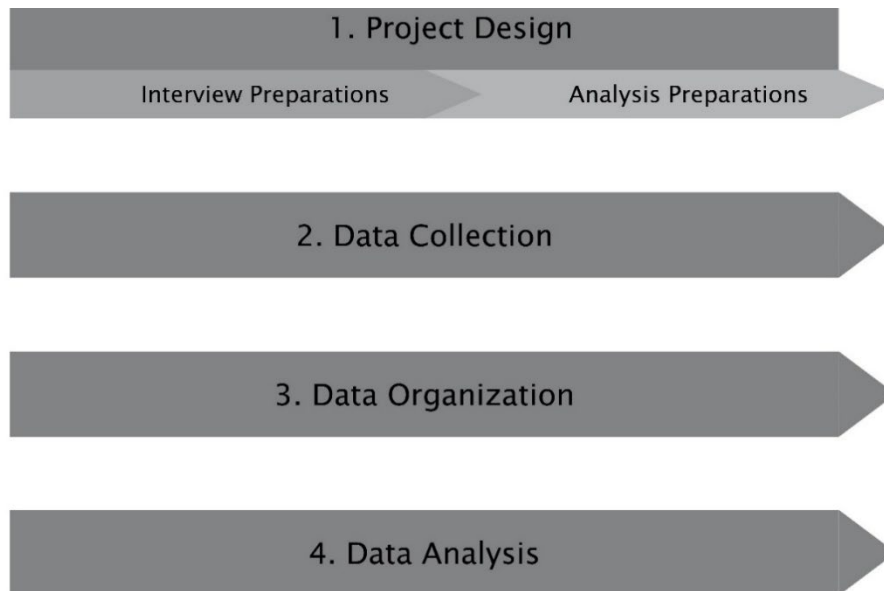 1. Project Design
Interview Preparations
Analysis Preparations
2. Data Collection
3. Data Organization
4. Data Analysis